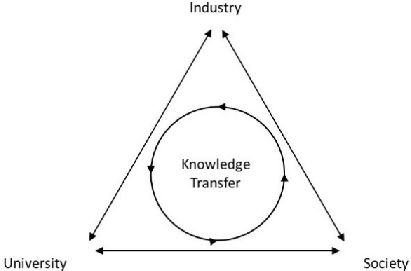 Industry
Knowledge
Transfer
University
Society